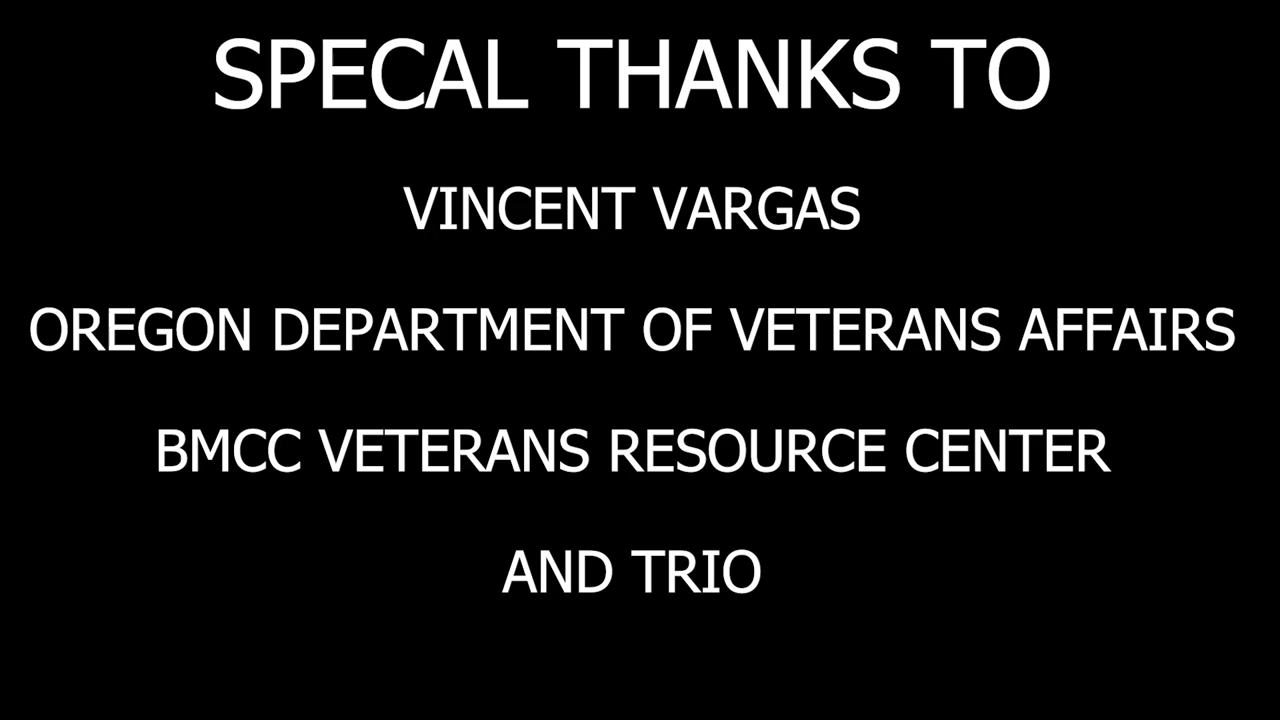 SPECAL THANKS TO
VINCENT VARGAS
OREGON DEPARTMENT OF VETERANS AFFAIRS
BMCC VETERANS RESOURCE CENTER
AND TRIO